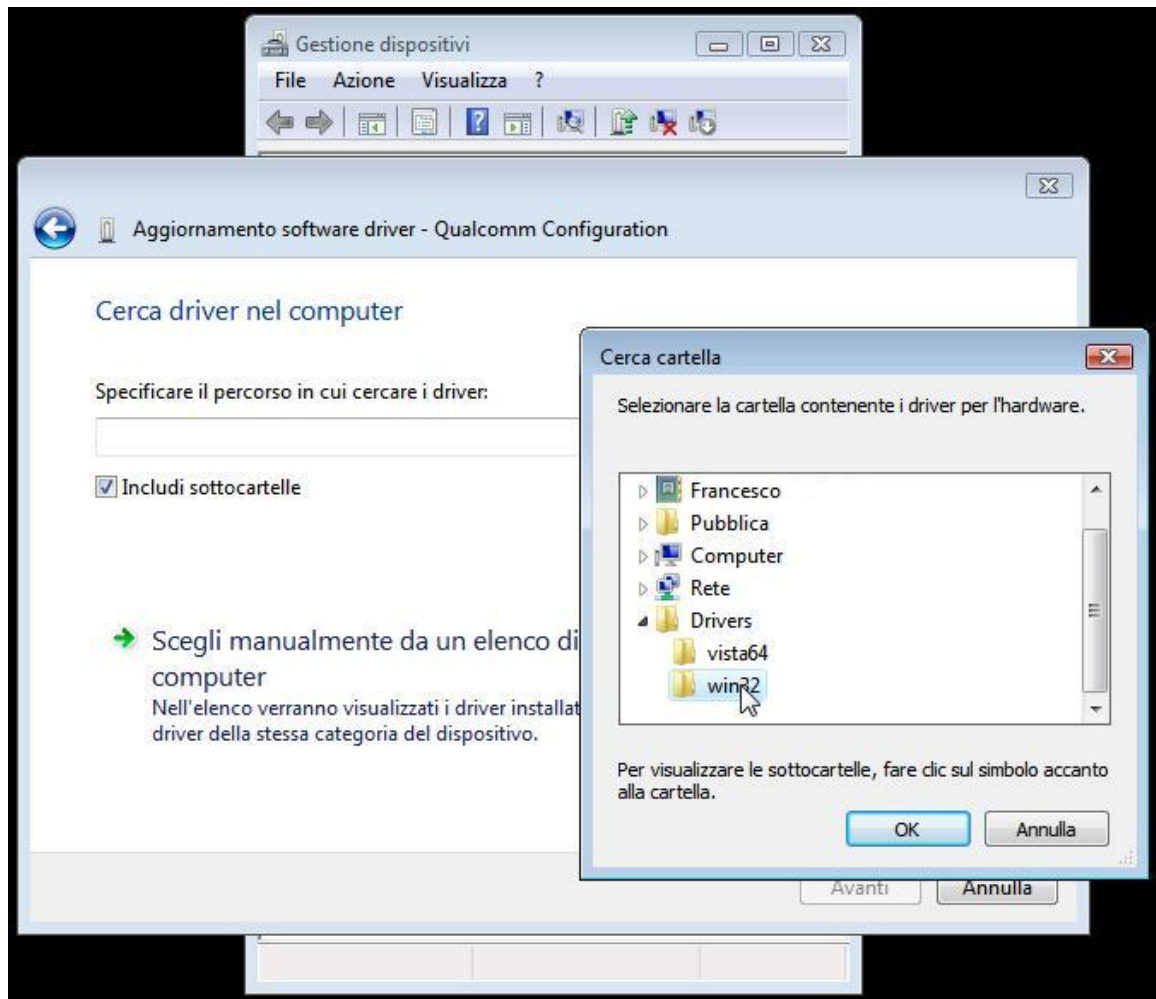 Gestione dispositivi
File Azione Visualizza ?
Aggiornamento software driver - Qualcomm Configuration
Cerca driver nel computer
Specificare il percorso in cui cercare i driver:
Includi sottocartelle
Scegli manualmente da un elenco di
computer
Nell'elenco verranno visualizzati i driver installat
driver della stessa categoria del dispositivo.
Avanti
Annulla
Cerca cartella
Selezionare la cartella contenente i driver per l'hardware.
Francesco
Pubblica
Computer
Rete
Drivers
vista64
win32
Per visualizzare le sottocartelle, fare clic sul simbolo accanto
alla cartella.
OK
Annulla